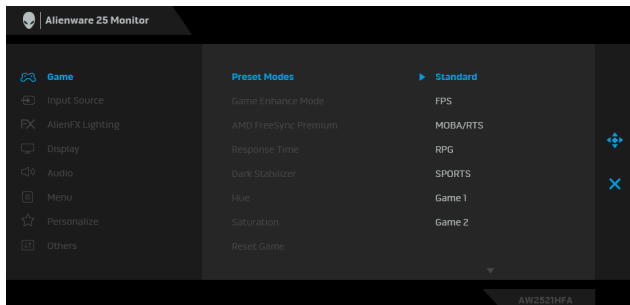 Alienware 25 Monitor
Game
Preset Modes
Standard
Input Source
Game Enhance Mode
FPS
AlienFX Lighting
AMD FreeSync Premium
MOBA/RTS
Display
Response Time
RPG
Audio
Dark Stabilizer
SPORTS
Menu
Hue
Game 1
Personalize
Saturation
Game 2
Others
Reset Game
AW2521HFA